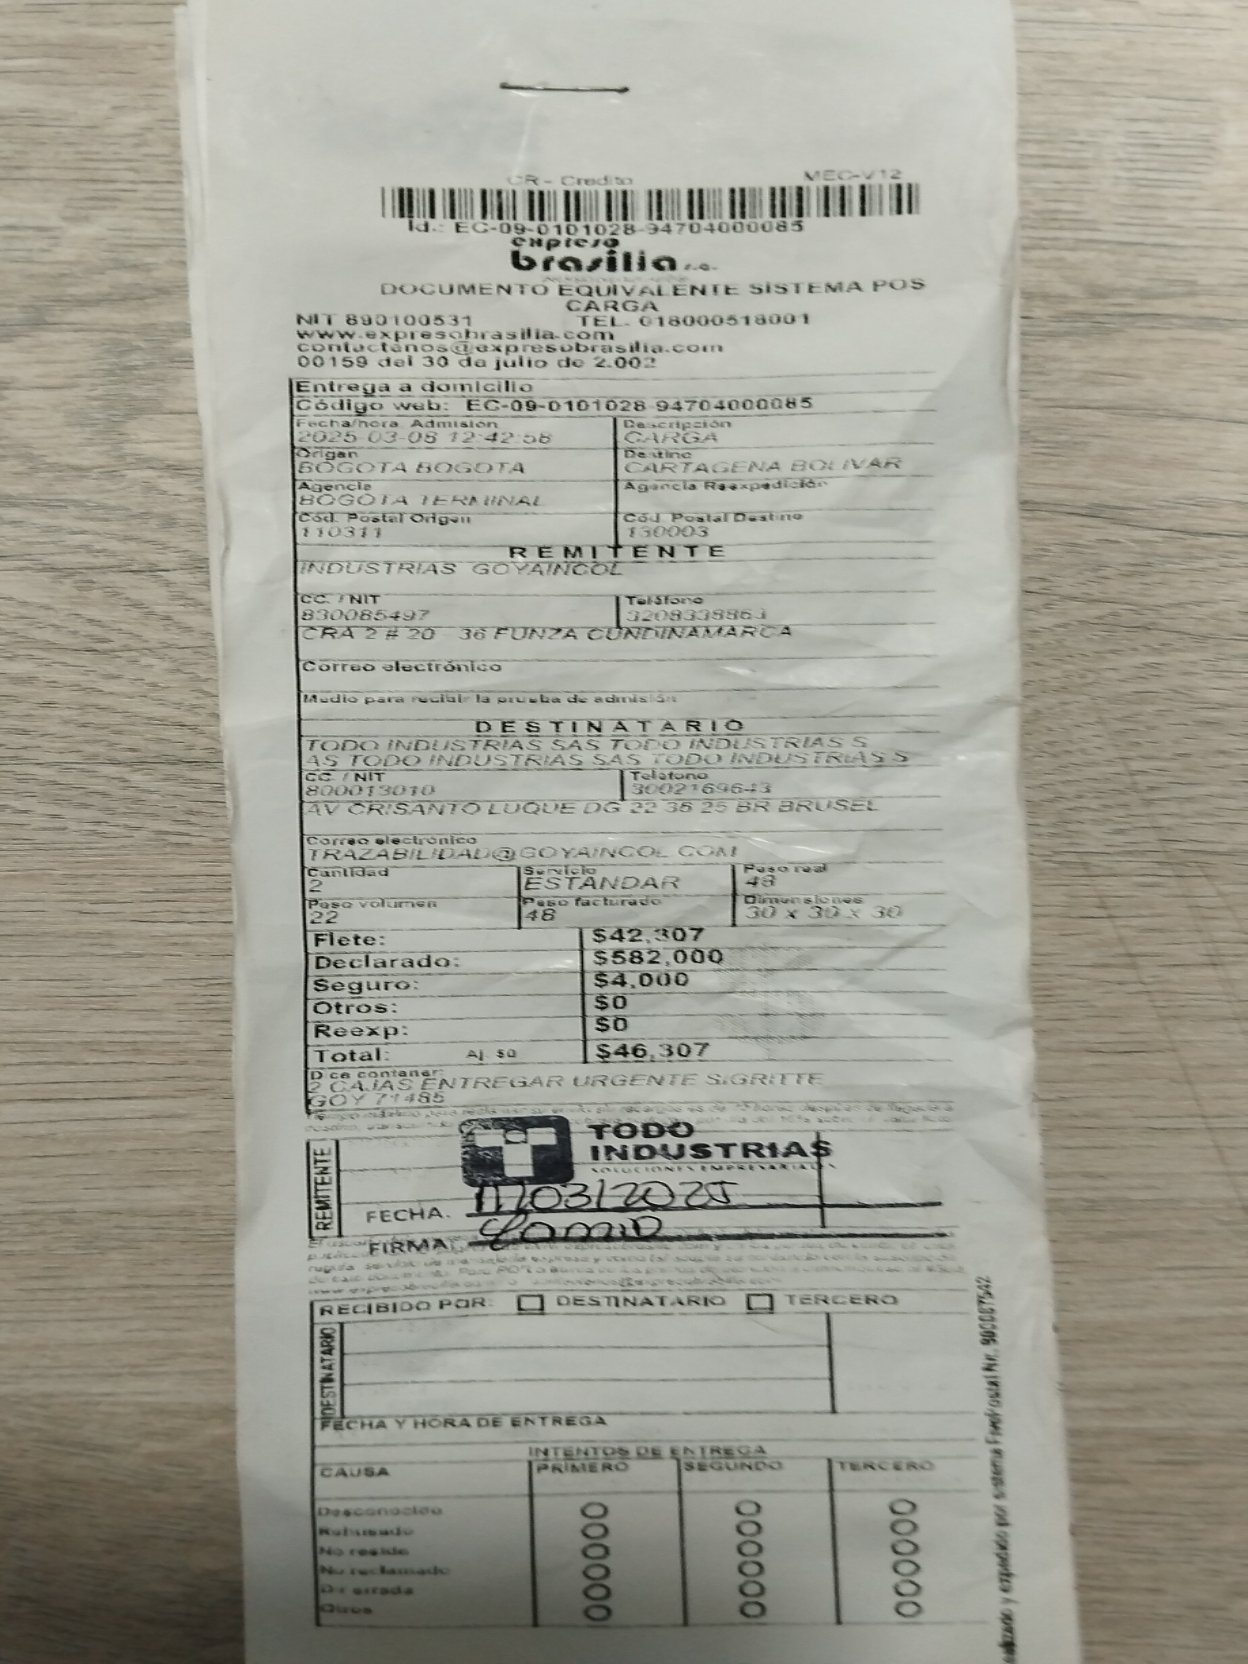 CR - Credito MEC-V12
Id.: EC-09-0101028-94704000085
expreso
brasilia s.a.
DOCUMENTO EQUIVALENTE SISTEMA POS
CARGA
NIT 890100531 TEL. 018000518001
www.expresobrasilia.com
contactenos@expresobrasilia.com
00159 del 30 de julio de 2.002
Entrega a domicilio
Código web: EC-09-0101028-94704000085
Fecha/hora Admisión Descripción
2025-03-08 12:42:58 CARGA
Origen Destino
BOGOTA BOGOTA CARTAGENA BOLIVAR
Agencia Agencia Reexpedición
BOGOTA TERMINAL
Cód. Postal Origen Cód. Postal Destino
110311 130003
REMITENTE
INDUSTRIAS GOYAINCOL
CC. / NIT Teléfono
830085497
CRA 2 # 20 - 36 FUNZA CUNDINAMARCA
Correo electrónico
Medio para recibir la prueba de admisión
DESTINATARIO
TODO INDUSTRIAS SAS TODO INDUSTRIAS S
AS TODO INDUSTRIAS SAS TODO INDUSTRIAS S
CC. / NIT Teléfono
800013010 3002169643
AV CRISANTO LUQUE DG 22 36 25 BR BRUSEL
Correo electrónico
TRAZABILIDAD@GOYAINCOL.COM
Cantidad Servicio Peso real
2 ESTANDAR 48
Peso volumen Peso facturado Dimensiones
22 48 30 x 30 x 30
Flete: $42,307
Declarado: $582,000
Seguro: $4,000
Otros: $0
Reexp: $0
Total: Aj. $0 $46,307
Dice contener:
2 CAJAS ENTREGAR URGENTE SIGRITTE
GOY 71485
REMITENTE
TODO
INDUSTRIAS
SOLUCIONES EMPRESARIALES
FECHA. 11/03/2025
FIRMA
RECIBIDO POR: DESTINATARIO TERCERO
DESTINATARIO
FECHA Y HORA DE ENTREGA
INTENTOS DE ENTREGA
CAUSA PRIMERO SEGUNDO TERCERO
Desconocido
Rehusado
No reside
No reclamado
Dir errada
Otros